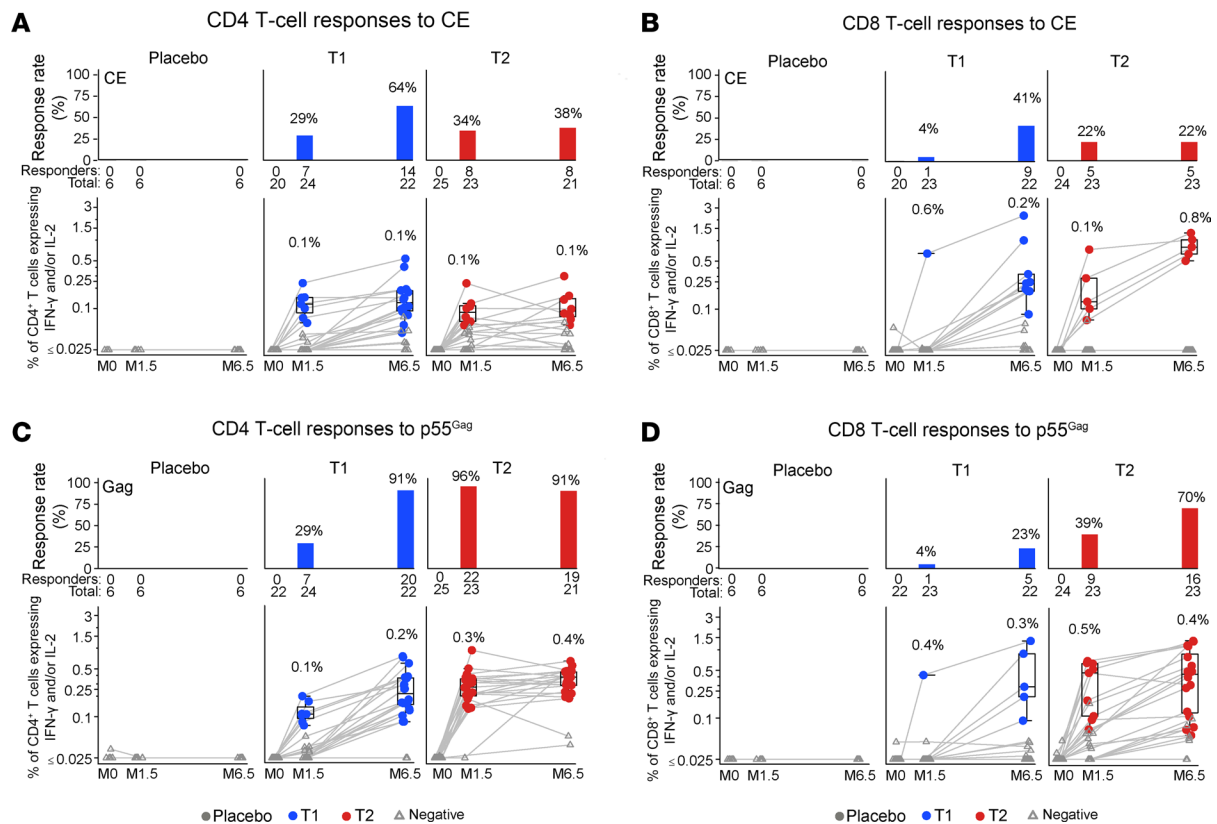 A
CD4 T-cell responses to CE
Placebo
T1
T2
Response rate
(%)
100
75
50
25
0
CE
29%
64%
34%
38%
Responders: 0 0 0 0 7 14 0 8 8
Total: 6 6 6 20 24 22 25 23 21
% of CD4⁺ T cells expressing
IFN-γ and/or IL-2
3
1.5
0.5
0.25
0.1
≤0.025
0.1%
0.1%
0.1%
0.1%
M0 M1.5 M6.5 M0 M1.5 M6.5 M0 M1.5 M6.5
B
CD8 T-cell responses to CE
Placebo
T1
T2
Response rate
(%)
100
75
50
25
0
CE
4%
41%
22%
22%
Responders: 0 0 0 0 1 9 0 5 5
Total: 6 6 6 20 23 22 24 23 23
% of CD8⁺ T cells expressing
IFN-γ and/or IL-2
3
1.5
0.5
0.25
0.1
≤0.025
0.6%
0.2%
0.1%
0.8%
M0 M1.5 M6.5 M0 M1.5 M6.5 M0 M1.5 M6.5
C
CD4 T-cell responses to p55ᴳᵃᵍ
Placebo
T1
T2
Response rate
(%)
100
75
50
25
0
Gag
29%
91%
96%
91%
Responders: 0 0 0 0 7 20 0 22 19
Total: 6 6 6 22 24 22 25 23 21
% of CD4⁺ T cells expressing
IFN-γ and/or IL-2
3
1.5
0.5
0.25
0.1
≤0.025
0.1%
0.2%
0.3%
0.4%
M0 M1.5 M6.5 M0 M1.5 M6.5 M0 M1.5 M6.5
D
CD8 T-cell responses to p55ᴳᵃᵍ
Placebo
T1
T2
Response rate
(%)
100
75
50
25
0
Gag
4%
23%
39%
70%
Responders: 0 0 0 0 1 5 0 9 16
Total: 6 6 6 22 23 22 24 23 23
% of CD8⁺ T cells expressing
IFN-γ and/or IL-2
3
1.5
0.5
0.25
0.1
≤0.025
0.4%
0.3%
0.5%
0.4%
M0 M1.5 M6.5 M0 M1.5 M6.5 M0 M1.5 M6.5
Placebo T1 T2 Negative
Placebo T1 T2 Negative